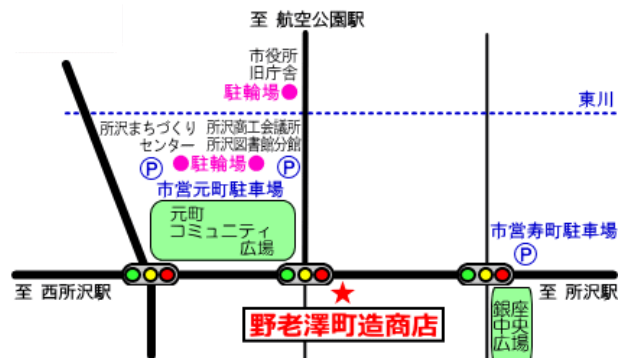 至 航空公園駅
市役所
旧庁舎
駐輪場
東川
所沢まちづくり
センター
所沢商工会議所
所沢図書館分館
P
駐輪場
P
市営元町駐車場
元町
コミュニティ
広場
市営寿町駐車場
P
至 西所沢駅
至 所沢駅
野老澤町造商店
銀座
中央
広場